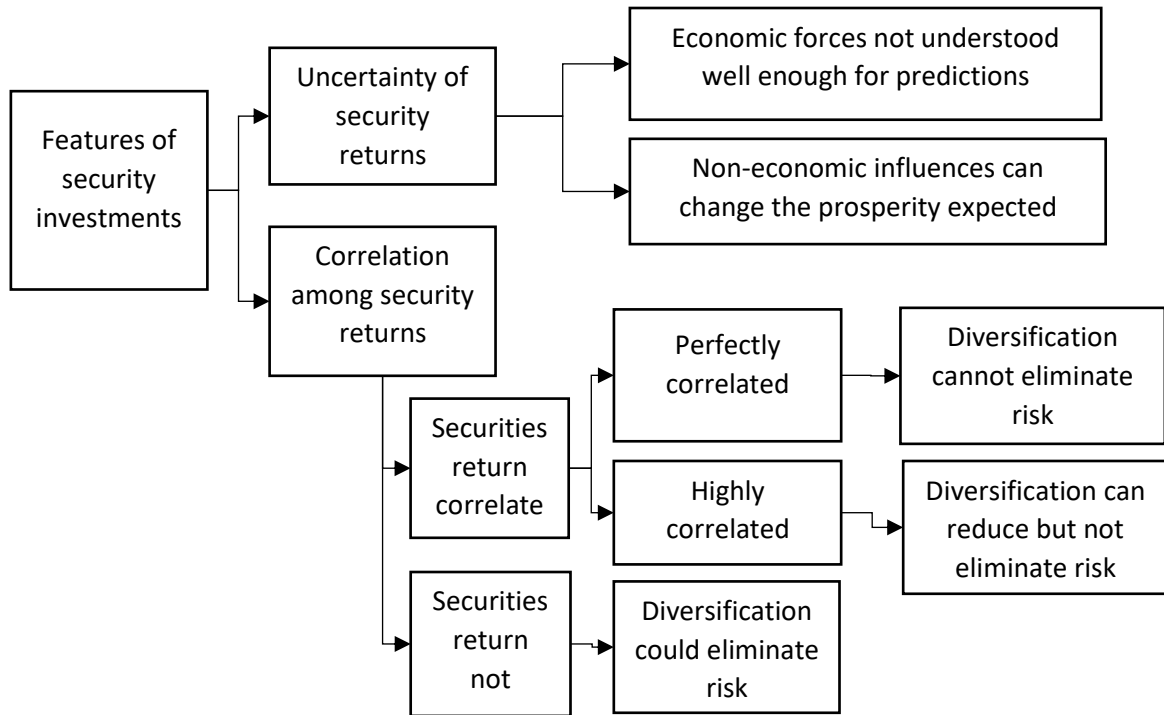 Features of
security
investments
Uncertainty of
security
returns
Economic forces not understood
well enough for predictions
Non-economic influences can
change the prosperity expected
Correlation
among security
returns
Securities
return
correlate
Perfectly
correlated
Diversification
cannot eliminate
risk
Highly
correlated
Diversification can
reduce but not
eliminate risk
Securities
return
not
Diversification
could eliminate
risk